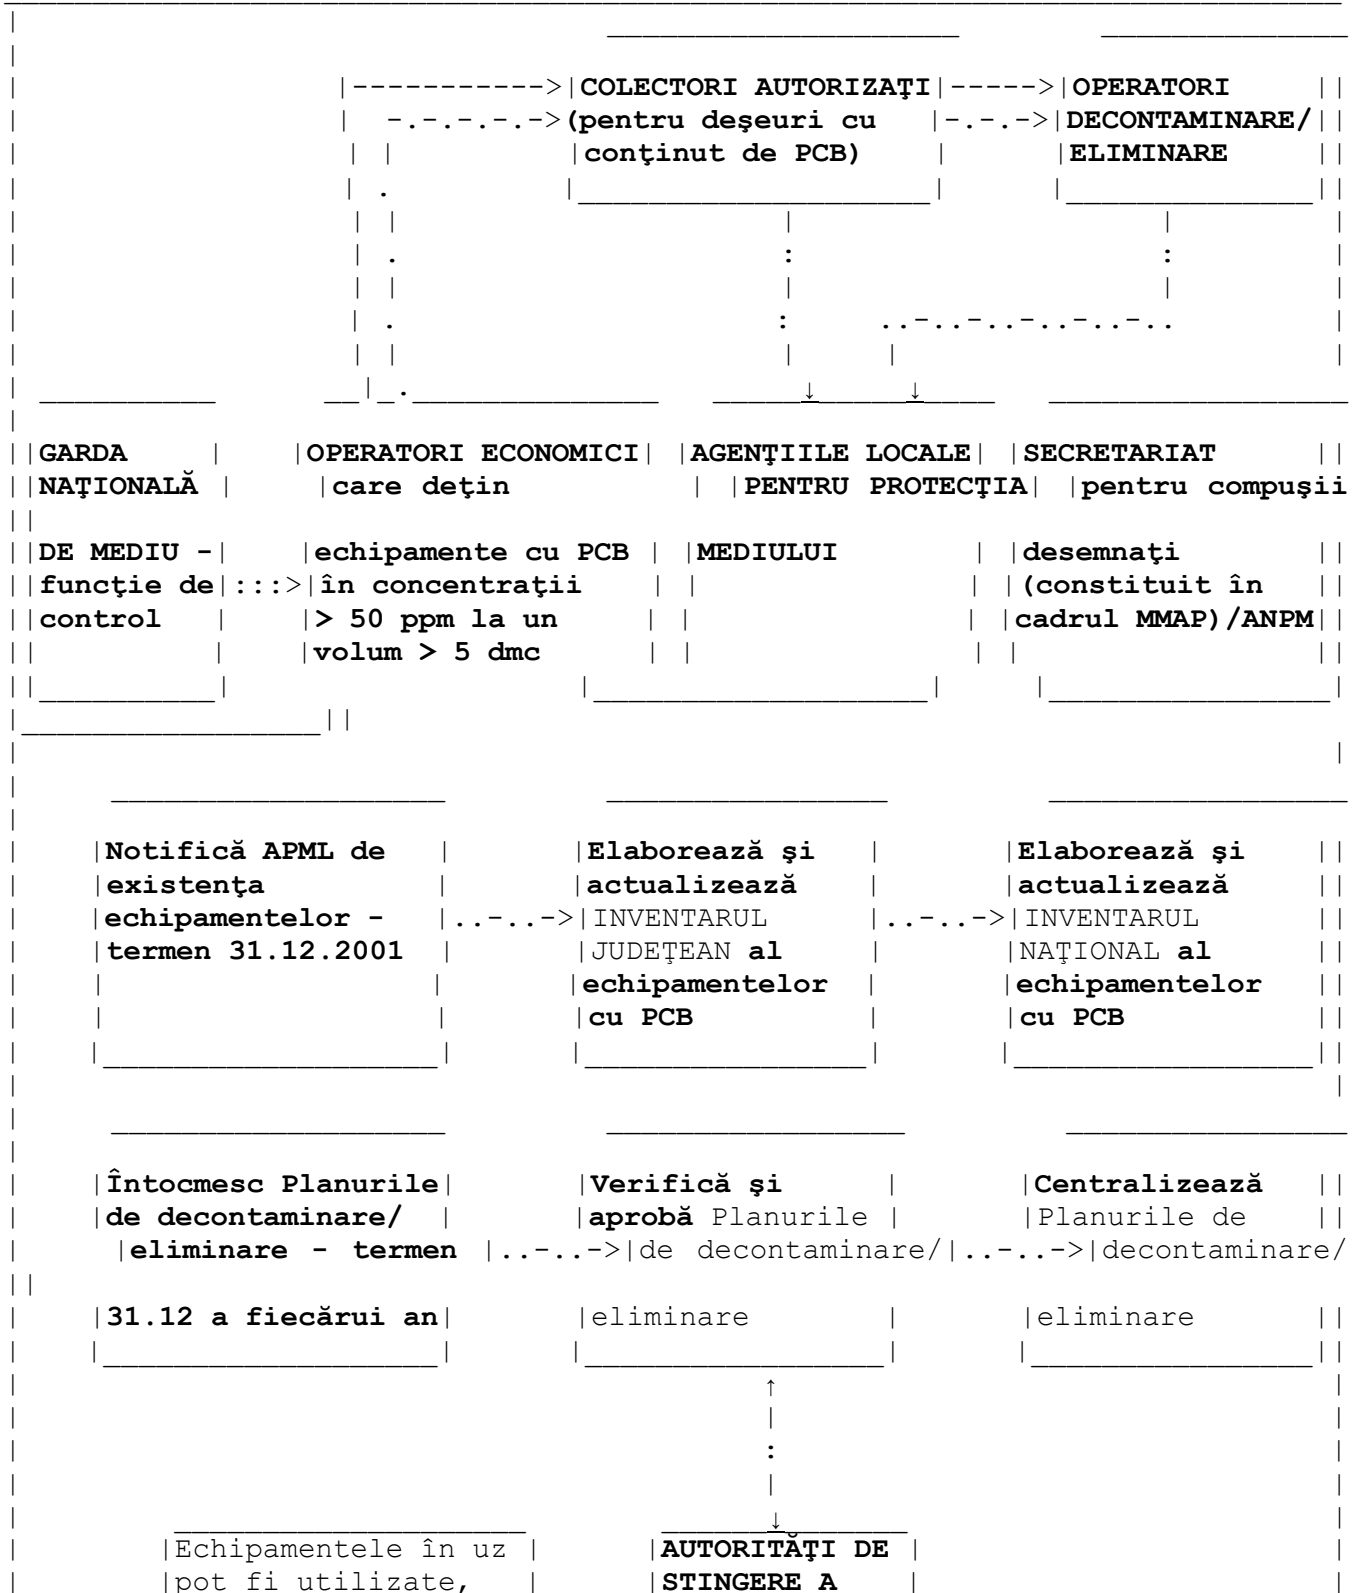 |----------->|COLECTORI AUTORIZAŢI|----->|OPERATORI ||
| -.-.-.-.->(pentru deşeuri cu |-.-.->|DECONTAMINARE/||
| | |conţinut de PCB) | |ELIMINARE ||
||GARDA | |OPERATORI ECONOMICI| |AGENŢIILE LOCALE| |SECRETARIAT ||
||NAŢIONALĂ | |care deţin | |PENTRU PROTECŢIA| |pentru compuşii
||
||DE MEDIU -| |echipamente cu PCB | |MEDIULUI | |desemnaţi ||
||funcţie de|:::>|în concentraţii | | | |(constituit în ||
||control | |> 50 ppm la un | | | |cadrul MMAP)/ANPM||
|| | |volum > 5 dmc | | | | ||
| |Notifică APML de | |Elaborează şi | |Elaborează şi ||
| |existenţa | |actualizează | |actualizează ||
| |echipamentelor - |..-..->|INVENTARUL |..-..->|INVENTARUL ||
| |termen 31.12.2001 | |JUDEŢEAN al | |NAŢIONAL al ||
| | | |echipamentelor | |echipamentelor ||
| | | |cu PCB | |cu PCB ||
| |Întocmesc Planurile| |Verifică şi | |Centralizează ||
| |de decontaminare/ | |aprobă Planurile | |Planurile de ||
| |eliminare - termen |..-..->|de decontaminare/|..-..->|decontaminare/
||
| |31.12 a fiecărui an| |eliminare | |eliminare ||
| |Echipamentele în uz | |AUTORITĂŢI DE | |
| |pot fi utilizate, | |STINGERE A | |